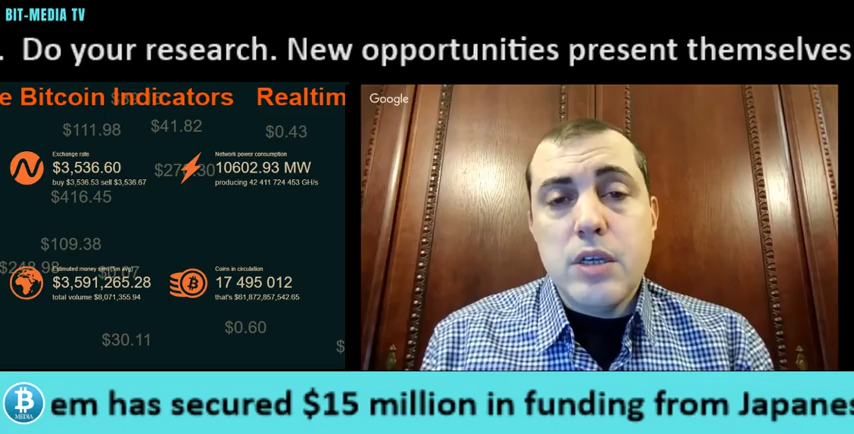 BIT-MEDIA TV
. Do your research. New opportunities present themselves
e Bitcoin Indicators Realtim
$111.98
$41.82
$0.43
Exchange rate
$3,536.60
buy $3,536.53 sell $3,536.67
Network power consumption
10602.93 MW
producing 42 411 724 453 GH/s
$416.45
$109.38
$3,591,265.28
total volume $8,071,355.94
Coins in circulation
17 495 012
that's $61,872,857,542.65
$30.11
$0.60
$
Google
B
MEDIA
em has secured $15 million in funding from Japanes